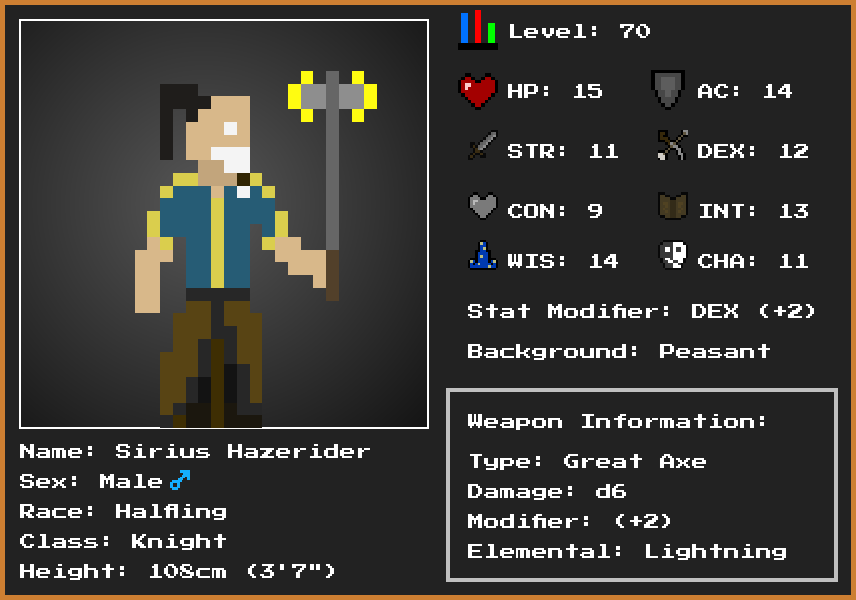 Level: 70
HP: 15
AC: 14
STR: 11
DEX: 12
CON: 9
INT: 13
WIS: 14
CHA: 11
Stat Modifier: DEX (+2)
Background: Peasant
Name: Sirius Hazerider
Sex: Male♂
Race: Halfling
Class: Knight
Height: 108cm (3'7")
Weapon Information:
Type: Great Axe
Damage: d6
Modifier: (+2)
Elemental: Lightning